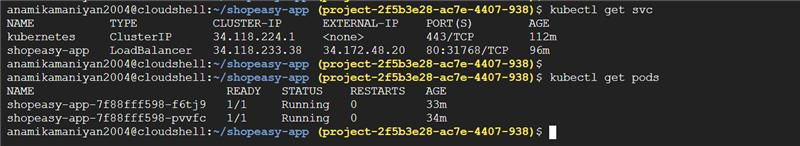 anamikamaniyan2004@cloudshell:~/shopeasy-app (project-2f5b3e28-ac7e-4407-938)$ kubectl get svc
NAME TYPE CLUSTER-IP EXTERNAL-IP PORT(S) AGE
kubernetes ClusterIP 34.118.224.1 <none> 443/TCP 112m
shopeasy-app LoadBalancer 34.118.233.38 34.172.48.20 80:31768/TCP 96m
anamikamaniyan2004@cloudshell:~/shopeasy-app (project-2f5b3e28-ac7e-4407-938)$
anamikamaniyan2004@cloudshell:~/shopeasy-app (project-2f5b3e28-ac7e-4407-938)$ kubectl get pods
NAME READY STATUS RESTARTS AGE
shopeasy-app-7f88fff598-f6tj9 1/1 Running 0 33m
shopeasy-app-7f88fff598-pvvfc 1/1 Running 0 34m
anamikamaniyan2004@cloudshell:~/shopeasy-app (project-2f5b3e28-ac7e-4407-938)$